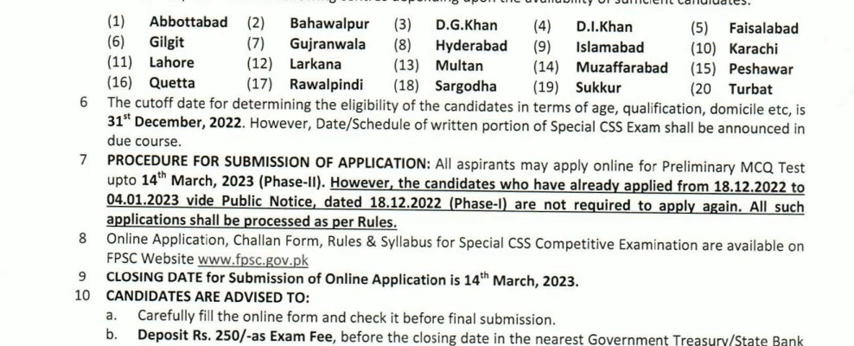 (1) Abbottabad (2) Bahawalpur (3) D.G.Khan (4) D.I.Khan (5) Faisalabad
(6) Gilgit (7) Gujranwala (8) Hyderabad (9) Islamabad (10) Karachi
(11) Lahore (12) Larkana (13) Multan (14) Muzaffarabad (15) Peshawar
(16) Quetta (17) Rawalpindi (18) Sargodha (19) Sukkur (20 Turbat
6 The cutoff date for determining the eligibility of the candidates in terms of age, qualification, domicile etc, is
31st December, 2022. However, Date/Schedule of written portion of Special CSS Exam shall be announced in
due course.
7 PROCEDURE FOR SUBMISSION OF APPLICATION: All aspirants may apply online for Preliminary MCQ Test
upto 14th March, 2023 (Phase-II). However, the candidates who have already applied from 18.12.2022 to
04.01.2023 vide Public Notice, dated 18.12.2022 (Phase-I) are not required to apply again. All such
applications shall be processed as per Rules.
8 Online Application, Challan Form, Rules & Syllabus for Special CSS Competitive Examination are available on
FPSC Website www.fpsc.gov.pk
9 CLOSING DATE for Submission of Online Application is 14th March, 2023.
10 CANDIDATES ARE ADVISED TO:
a. Carefully fill the online form and check it before final submission.
b. Deposit Rs. 250/-as Exam Fee, before the closing date in the nearest Government Treasury/State Bank